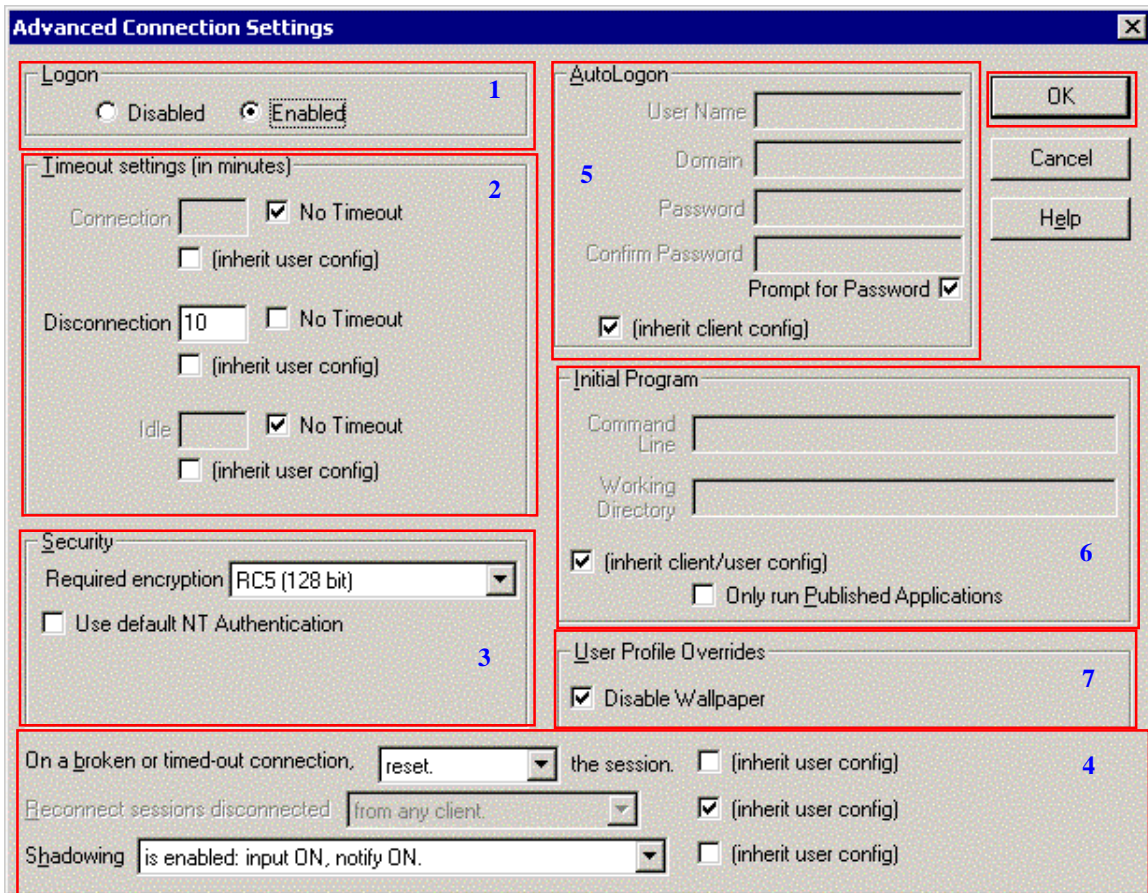 Advanced Connection Settings
Logon
1
Disabled
Enabled
Timeout settings (in minutes)
2
Connection
No Timeout
(inherit user config)
Disconnection
10
No Timeout
(inherit user config)
Idle
No Timeout
(inherit user config)
Security
Required encryption
RC5 (128 bit)
Use default NT Authentication
3
AutoLogon
User Name
Domain
5
Password
Confirm Password
Prompt for Password
(inherit client config)
OK
Cancel
Help
Initial Program
Command
Line
Working
Directory
6
(inherit client/user config)
Only run Published Applications
User Profile Overrides
7
Disable Wallpaper
On a broken or timed-out connection, reset. the session. (inherit user config)
4
Reconnect sessions disconnected from any client. (inherit user config)
Shadowing is enabled: input ON, notify ON. (inherit user config)